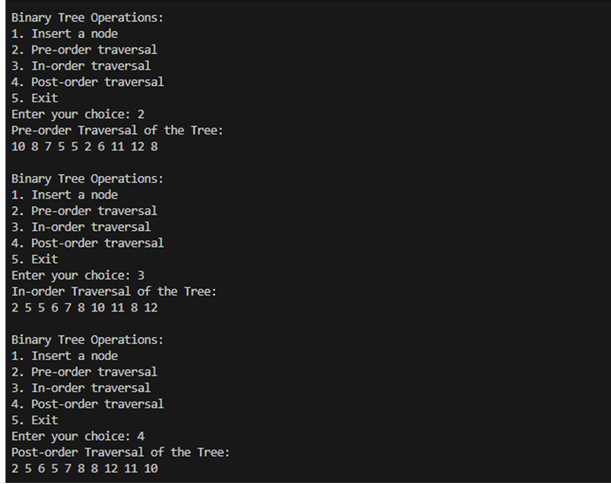 Binary Tree Operations:
1. Insert a node
2. Pre-order traversal
3. In-order traversal
4. Post-order traversal
5. Exit
Enter your choice: 2
Pre-order Traversal of the Tree:
10 8 7 5 5 2 6 11 12 8
Binary Tree Operations:
1. Insert a node
2. Pre-order traversal
3. In-order traversal
4. Post-order traversal
5. Exit
Enter your choice: 3
In-order Traversal of the Tree:
2 5 5 6 7 8 10 11 8 12
Binary Tree Operations:
1. Insert a node
2. Pre-order traversal
3. In-order traversal
4. Post-order traversal
5. Exit
Enter your choice: 4
Post-order Traversal of the Tree:
2 5 6 5 7 8 8 12 11 10